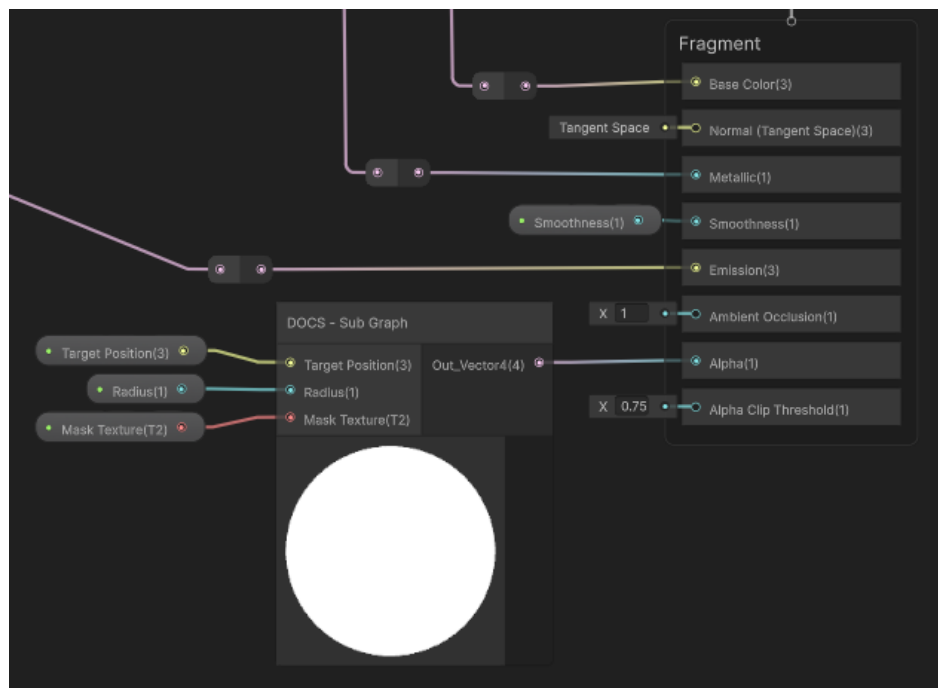 Fragment
Base Color(3)
Tangent Space
Normal (Tangent Space)(3)
Metallic(1)
Smoothness(1)
Smoothness(1)
Emission(3)
X 1
Ambient Occlusion(1)
DOCS - Sub Graph
Target Position(3)
Target Position(3)
Out_Vector4(4)
Alpha(1)
Radius(1)
Radius(1)
X 0.75
Alpha Clip Threshold(1)
Mask Texture(T2)
Mask Texture(T2)